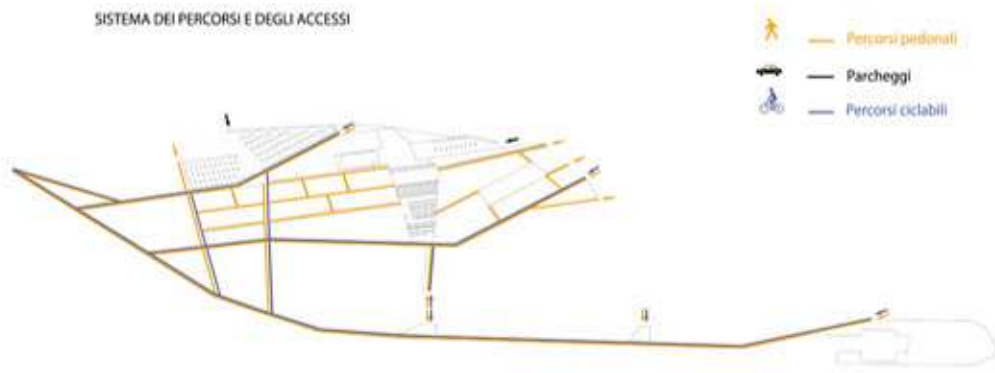 SISTEMA DEI PERCORSI E DEGLI ACCESSI
Percorsi pedonali
Parcheggi
Percorsi ciclabili